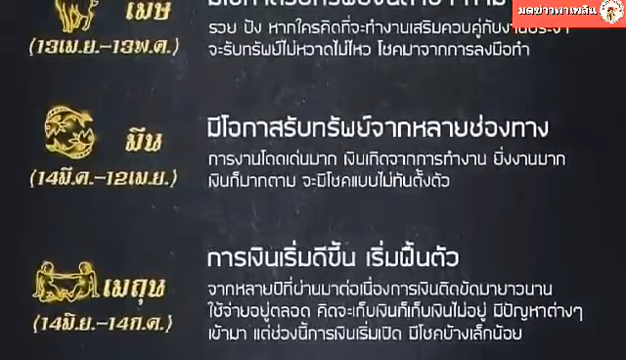 มดข่าวพาเพลิน
เมษ
(13เม.ย.-13พ.ค.)
รวย ปัง หากใครคิดที่จะทำงานเสริมควบคู่กับงานประจำ
จะรับทรัพย์ไม่หวาดไม่ไหว โชคมาจากการลงมือทำ
มีน
(14มี.ค.-12เม.ย.)
มีโอกาสรับทรัพย์จากหลายช่องทาง
การงานโดดเด่นมาก เงินเกิดจากการทำงาน ยิ่งงานมาก
เงินก็มากตาม จะมีโชคแบบไม่ทันตั้งตัว
เมถุน
(14มิ.ย.-14ก.ค.)
การเงินเริ่มดีขึ้น เริ่มฟื้นตัว
จากหลายปีที่ผ่านมาต่อเนื่องการเงินติดขัดมายาวนาน
ใช้จ่ายอยู่ตลอด คิดจะเก็บเงินก็เก็บเงินไม่อยู่ มีปัญหาต่างๆ
เข้ามา แต่ช่วงนี้การเงินเริ่มเปิด มีโชคบ้างเล็กน้อย